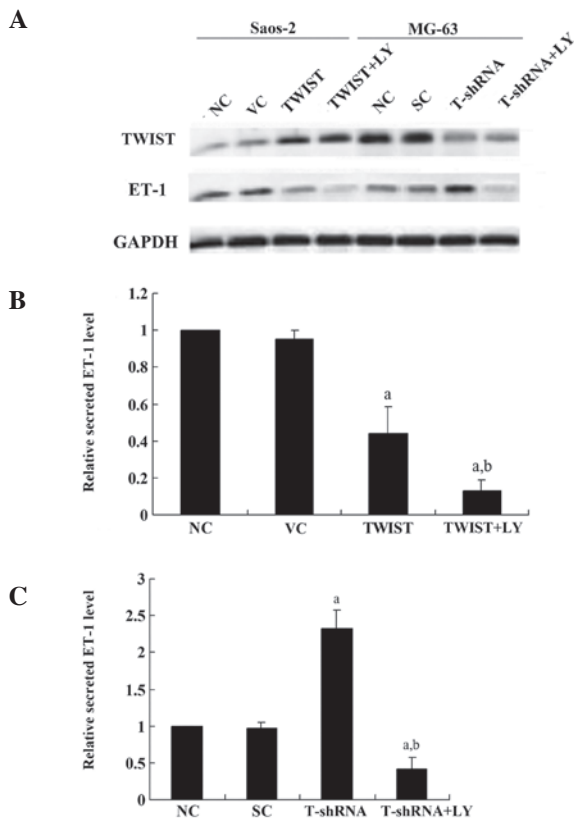 A
Saos-2 MG-63
NC VC TWIST TWIST+LY NC SC T-shRNA T-shRNA+LY
TWIST
ET-1
GAPDH
B
Relative secreted ET-1 level
1.2
1
0.8
0.6
0.4
0.2
0
a
a,b
NC VC TWIST TWIST+LY
C
Relative secreted ET-1 level
3
2.5
2
1.5
1
0.5
0
a
a,b
NC SC T-shRNA T-shRNA+LY